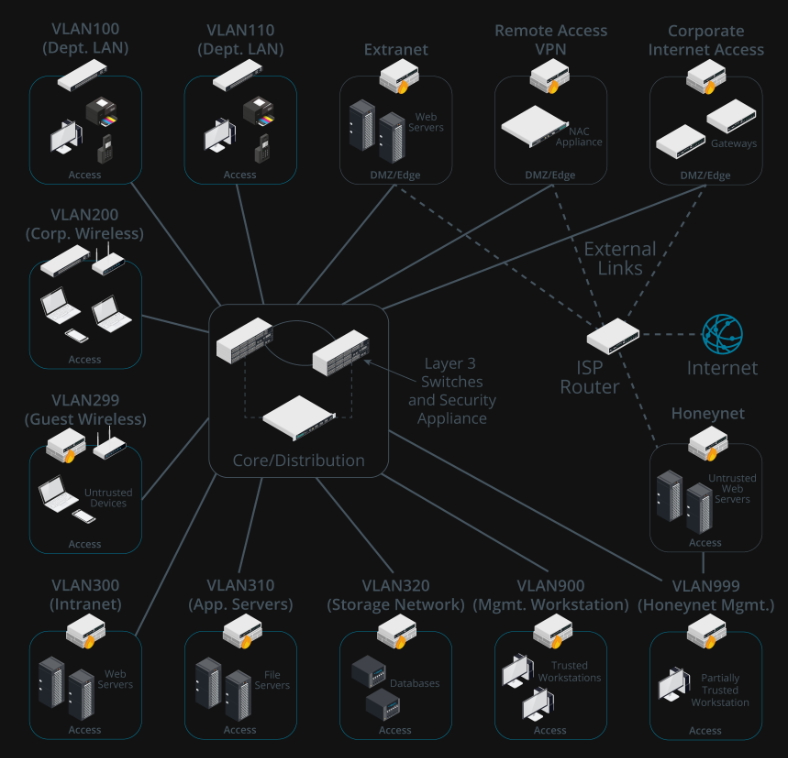 VLAN100
(Dept. LAN)
Access
VLAN110
(Dept. LAN)
Access
Extranet
Web
Servers
DMZ/Edge
Remote Access
VPN
NAC
Appliance
DMZ/Edge
Corporate
Internet Access
Gateways
DMZ/Edge
VLAN200
(Corp. Wireless)
Access
External
Links
ISP
Router
Internet
Layer 3
Switches
and Security
Appliance
Core/Distribution
VLAN299
(Guest Wireless)
Untrusted
Devices
Access
Honeynet
Untrusted
Web
Servers
Access
VLAN300
(Intranet)
Web
Servers
Access
VLAN310
(App. Servers)
File
Servers
Access
VLAN320
(Storage Network)
Databases
Access
VLAN900
(Mgmt. Workstation)
Trusted
Workstations
Access
VLAN999
(Honeynet Mgmt.)
Partially
Trusted
Workstation
Access